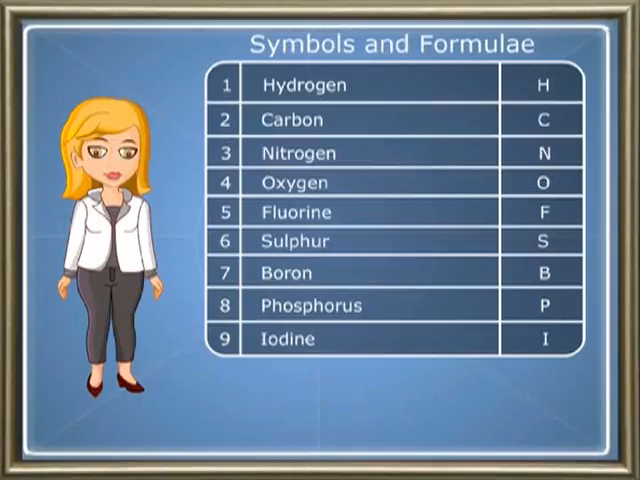 Symbols and Formulae
1 Hydrogen H
2 Carbon C
3 Nitrogen N
4 Oxygen O
5 Fluorine F
6 Sulphur S
7 Boron B
8 Phosphorus P
9 Iodine I